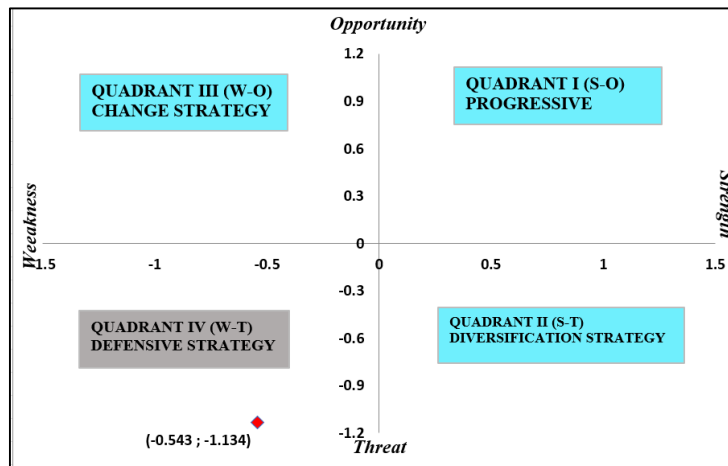 Opportunity
QUADRANT III (W-O)
CHANGE STRATEGY
QUADRANT I (S-O)
PROGRESSIVE
1.2
0.9
0.6
0.3
0
Weeakness
Strength
-1.5
-1
-0.5
0
0.5
1
1.5
-0.3
-0.6
-0.9
-1.2
QUADRANT IV (W-T)
DEFENSIVE STRATEGY
QUADRANT II (S-T)
DIVERSIFICATION STRATEGY
(-0.543 ; -1.134)
Threat